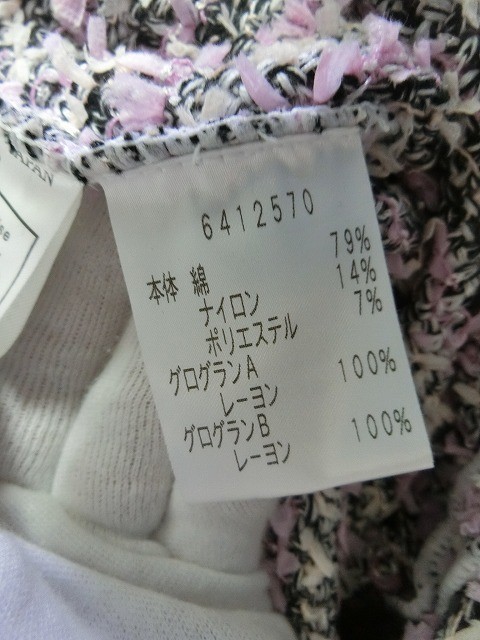 JAPAN
6412570
本体 綿 79%
ナイロン 14%
ポリエステル 7%
グログランA
レーヨン 100%
グログランB
レーヨン 100%